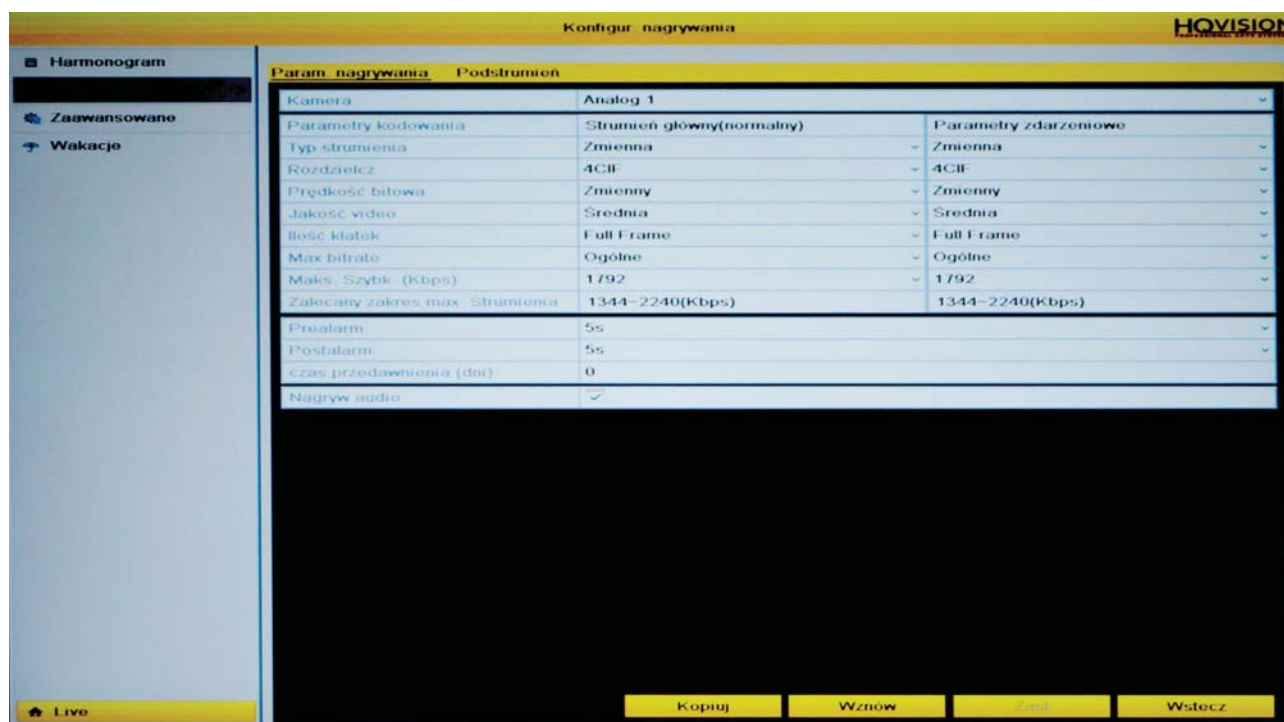 Konfigur. nagrywania
HQVISION
Harmonogram
Zaawansowane
Wakacje
Param. nagrywania Podstrumień
Kamera Analog 1
Parametry kodowania Strumień główny(normalny) Parametry zdarzeniowe
Typ strumienia Zmienna Zmienna
Rozdzielcz. 4CIF 4CIF
Prędkość bitowa Zmienny Zmienny
Jakość video Średnia Średnia
Ilość klatek Full Frame Full Frame
Max bitrate Ogólne Ogólne
Maks. Szybk. (Kbps) 1792 1792
Zalecany zakres max. Strumienia 1344~2240(Kbps) 1344~2240(Kbps)
Prealarm 5s
Postalarm 5s
czas przedawnienia (dni) 0
Nagryw audio
Live Kopiuj Wznów Zast. Wstecz